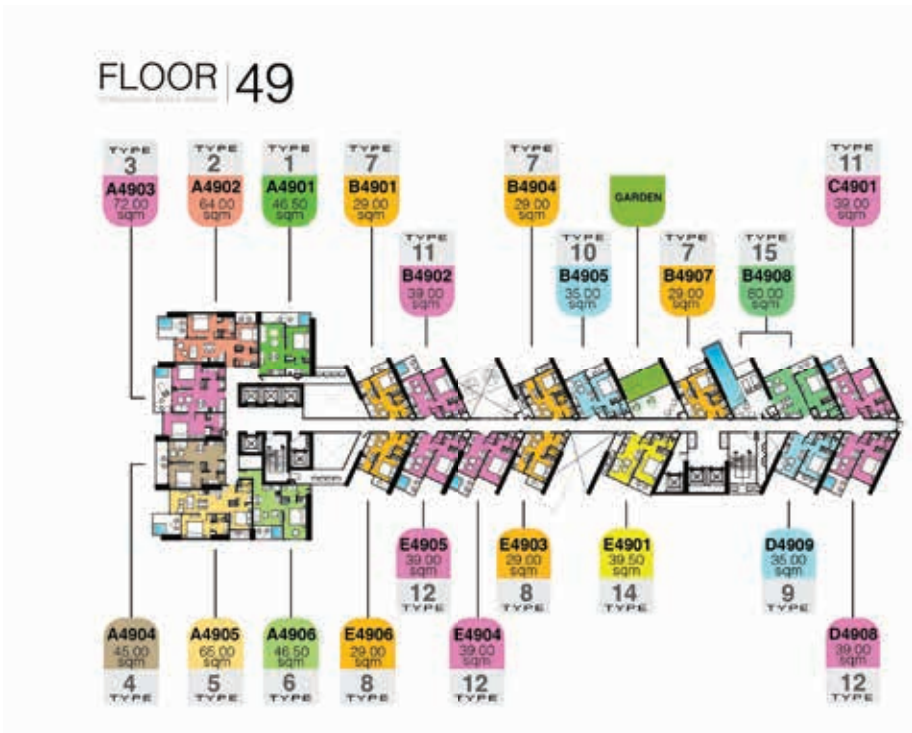 FLOOR 49
TYPE
3
A4903
72.00
sqm
TYPE
2
A4902
64.00
sqm
TYPE
1
A4901
46.50
sqm
TYPE
7
B4901
29.00
sqm
TYPE
7
B4904
29.00
sqm
GARDEN
TYPE
11
C4901
39.00
sqm
TYPE
11
B4902
39.00
sqm
TYPE
10
B4905
35.00
sqm
TYPE
7
B4907
29.00
sqm
TYPE
15
B4908
60.00
sqm
E4905
39.00
sqm
12
TYPE
E4903
29.00
sqm
8
TYPE
E4901
39.50
sqm
14
TYPE
D4909
35.00
sqm
9
TYPE
A4904
45.00
sqm
4
TYPE
A4905
65.00
sqm
5
TYPE
A4906
46.50
sqm
6
TYPE
E4906
29.00
sqm
8
TYPE
E4904
39.00
sqm
12
TYPE
D4908
39.00
sqm
12
TYPE